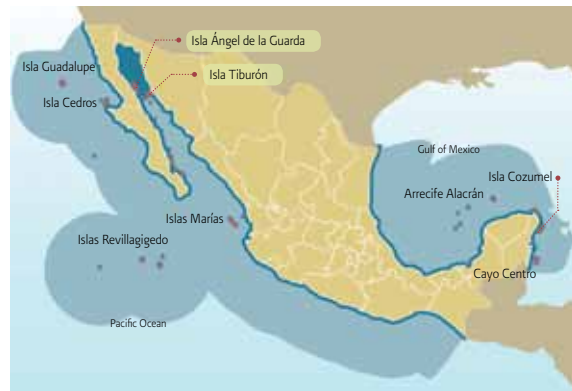 Isla Ángel de la Guarda
Isla Guadalupe
Isla Tiburón
Isla Cedros
Gulf of Mexico
Isla Cozumel
Arrecife Alacrán
Islas Marías
Islas Revillagigedo
Cayo Centro
Pacific Ocean